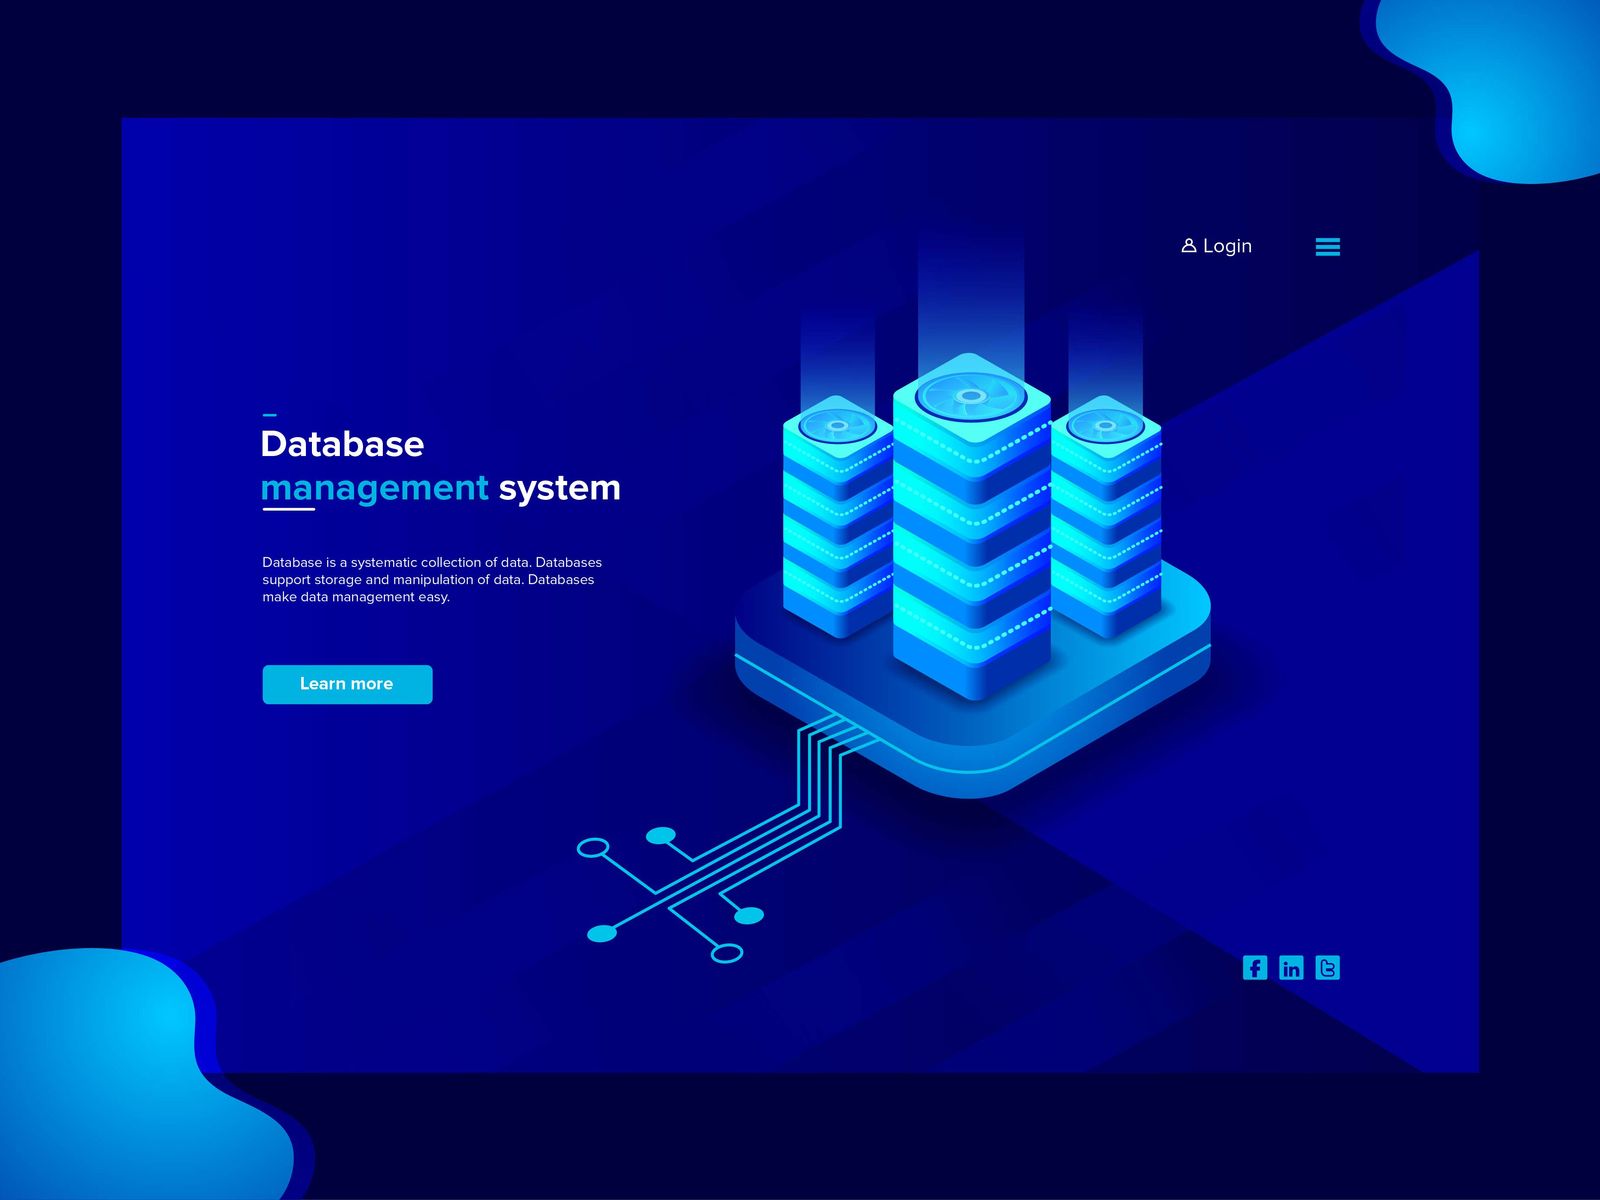 Login
Database
management system
Database is a systematic collection of data. Databases
support storage and manipulation of data. Databases
make data management easy.
Learn more
f in t